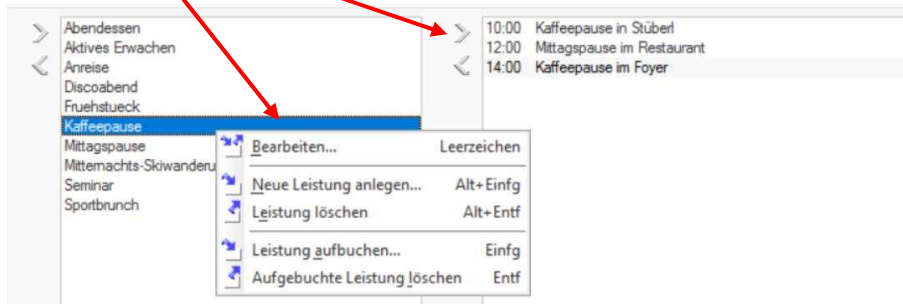 Abendessen
Aktives Erwachen
Anreise
Discoabend
Fruehstueck
Kaffeepause
Mittagspause
Mitternachts-Skiwanderu
Seminar
Sportbrunch
Bearbeiten... Leerzeichen
Neue Leistung anlegen... Alt+Einfg
Leistung löschen Alt+Entf
Leistung aufbuchen... Einfg
Aufgebuchte Leistung löschen Entf
10:00 Kaffeepause in Stüberl
12:00 Mittagspause im Restaurant
14:00 Kaffeepause im Foyer